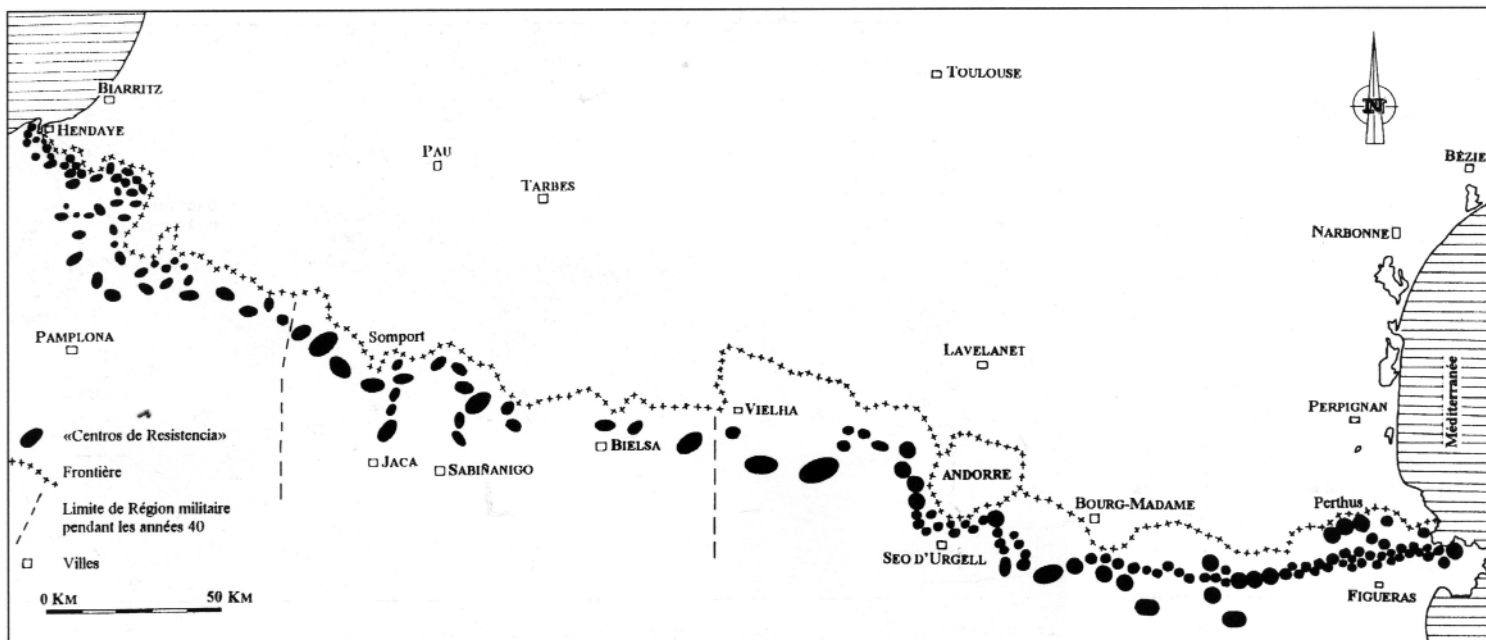 BIARRITZ
HENDAYE
PAU
TARBES
TOULOUSE
N
BÉZIE
NARBONNE
PAMPLONA
Somport
LAVELANET
VIELHA
PERPIGNAN
Méditerranée
«Centros de Resistencia»
Frontière
Limite de Région militaire
pendant les années 40
Villes
0 KM 50 KM
JACA
SABIÑANIGO
BIELSA
ANDORRE
BOURG-MADAME
Perthus
SEO D'URGELL
FIGUERAS